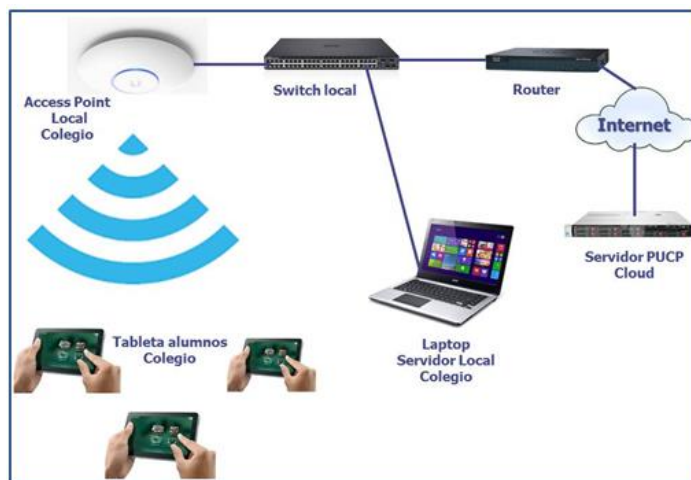 Access Point
Local
Colegio
Switch local
Router
Internet
Servidor PUCP
Cloud
Laptop
Servidor Local
Colegio
Tableta alumnos
Colegio